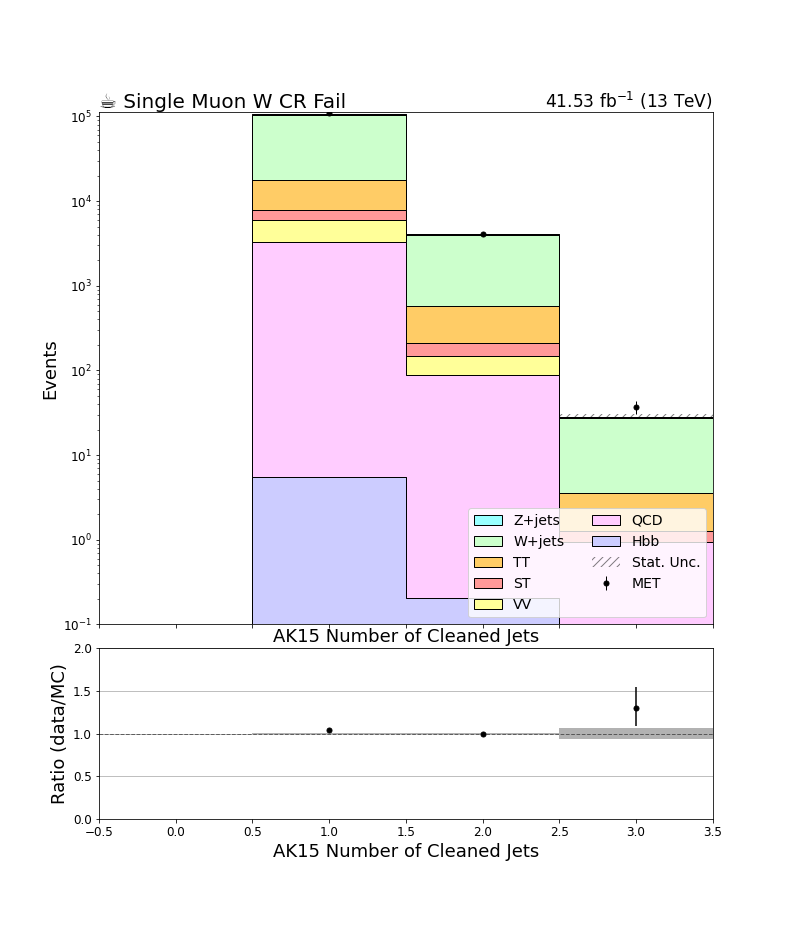 ☕ Single Muon W CR Fail
41.53 fb⁻¹ (13 TeV)
Events
10⁵
10⁴
10³
10²
10¹
10⁰
10⁻¹
Z+jets
W+jets
TT
ST
VV
QCD
Hbb
Stat. Unc.
MET
AK15 Number of Cleaned Jets
Ratio (data/MC)
2.0
1.5
1.0
0.5
0.0
−0.5 0.0 0.5 1.0 1.5 2.0 2.5 3.0 3.5
AK15 Number of Cleaned Jets